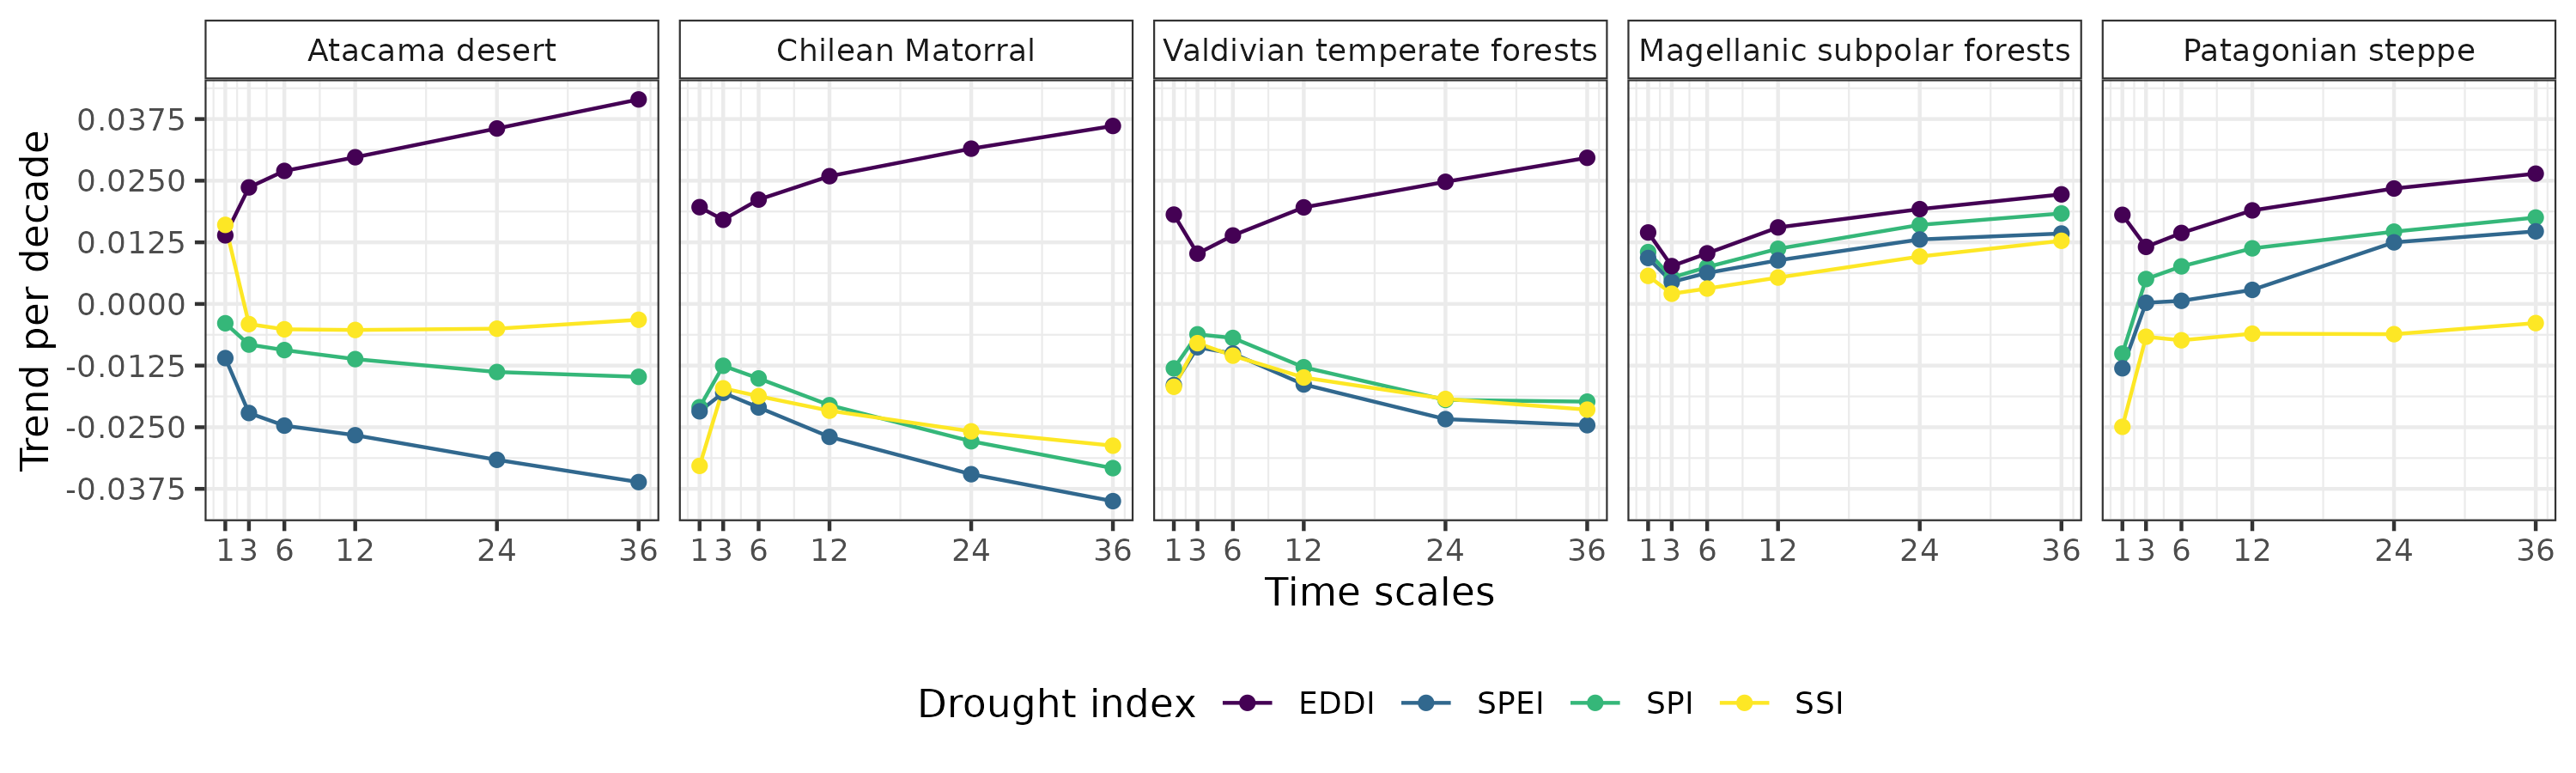 Atacama desert Chilean Matorral Valdivian temperate forests Magellanic subpolar forests Patagonian steppe
Trend per decade
0.0375
0.0250
0.0125
0.0000
-0.0125
-0.0250
-0.0375
1 3 6 12 24 36 1 3 6 12 24 36 1 3 6 12 24 36 1 3 6 12 24 36 1 3 6 12 24 36
Time scales
Drought index EDDI SPEI SPI SSI